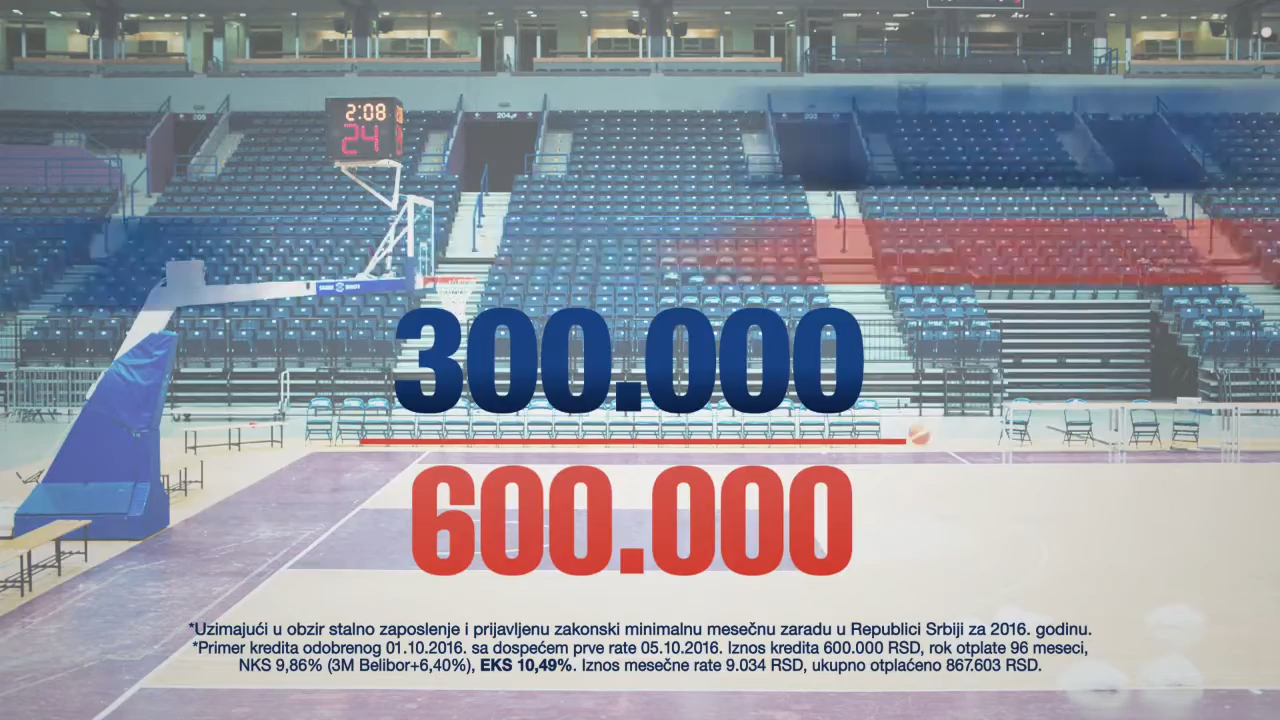 205
204
203
2:08
24
300.000
600.000
*Uzimajući u obzir stalno zaposlenje i prijavljenu zakonski minimalnu mesečnu zaradu u Republici Srbiji za 2016. godinu.
*Primer kredita odobrenog 01.10.2016. sa dospećem prve rate 05.10.2016. Iznos kredita 600.000 RSD, rok otplate 96 meseci,
NKS 9,86% (3M Belibor+6,40%), EKS 10,49%. Iznos mesečne rate 9.034 RSD, ukupno otplaćeno 867.603 RSD.